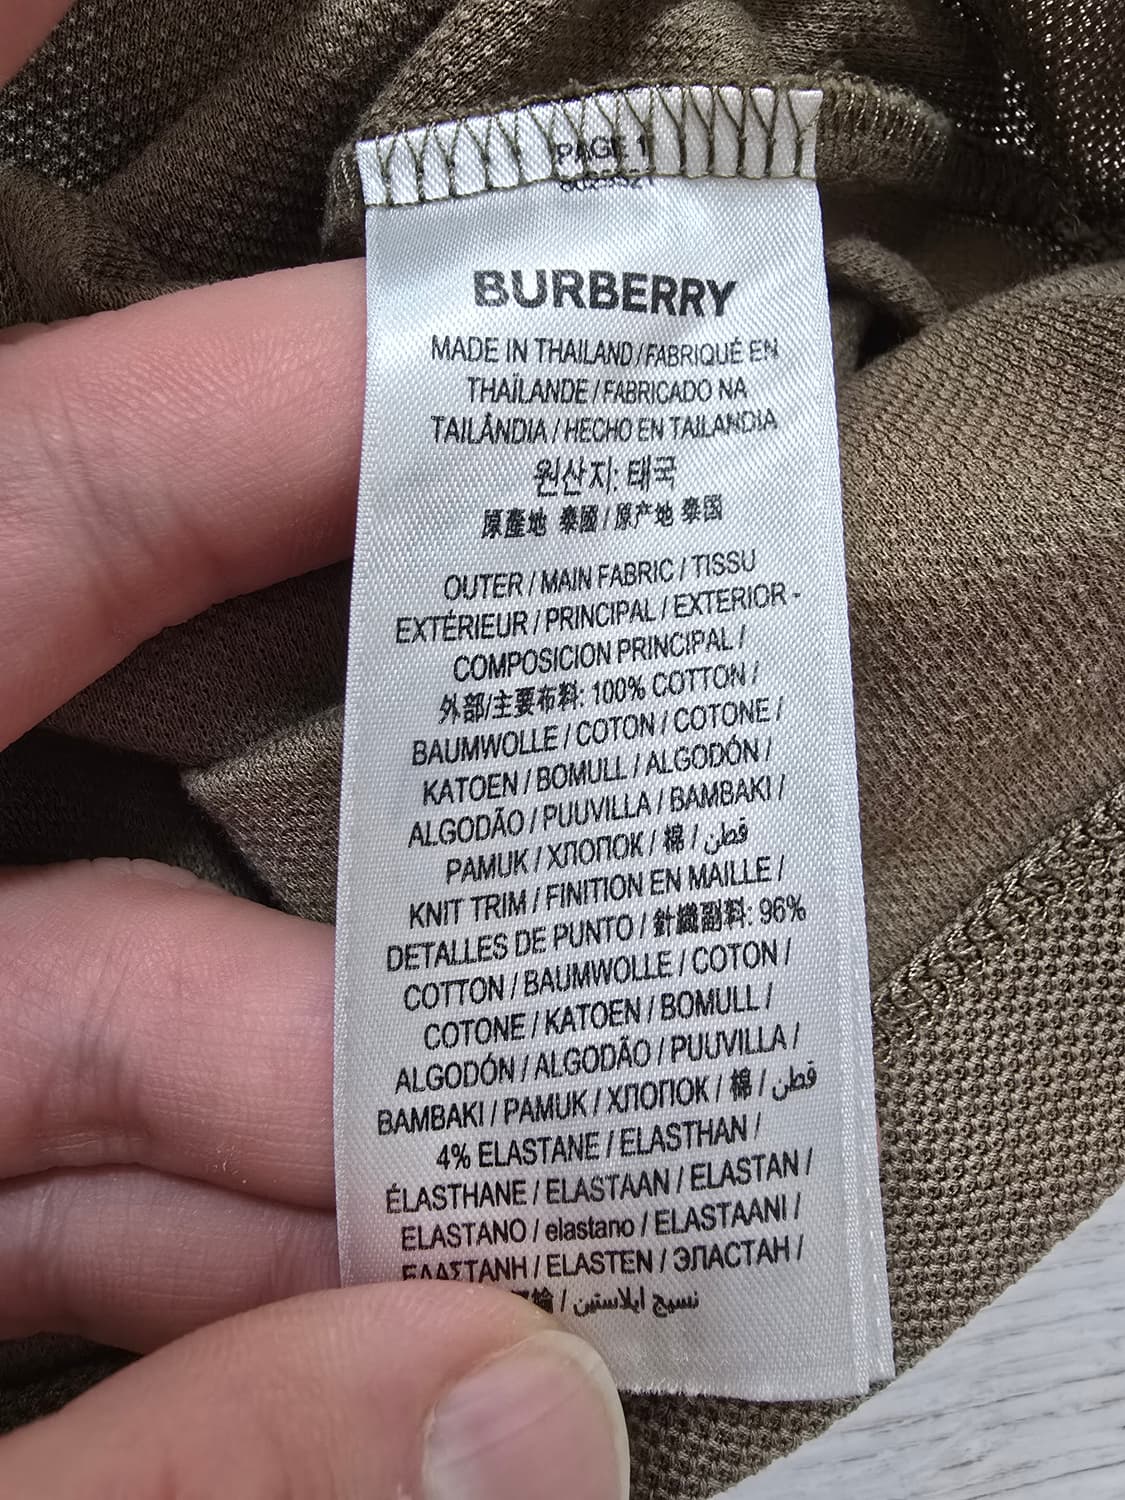 PAGE 1
8025521
BURBERRY
MADE IN THAILAND / FABRIQUÉ EN
THAÏLANDE / FABRICADO NA
TAILÂNDIA / HECHO EN TAILANDIA
원산지: 태국
原產地 泰國 / 原产地 泰国
OUTER / MAIN FABRIC / TISSU
EXTÉRIEUR / PRINCIPAL / EXTERIOR -
COMPOSICION PRINCIPAL /
外部/主要布料: 100% COTTON /
BAUMWOLLE / COTON / COTONE /
KATOEN / BOMULL / ALGODÓN /
ALGODÃO / PUUVILLA / BAMBAKI /
PAMUK / ХЛОПОК / 棉 / قطن
KNIT TRIM / FINITION EN MAILLE /
DETALLES DE PUNTO / 針織副料: 96%
COTTON / BAUMWOLLE / COTON /
COTONE / KATOEN / BOMULL /
ALGODÓN / ALGODÃO / PUUVILLA /
BAMBAKI / PAMUK / ХЛОПОК / 棉 / قطن
4% ELASTANE / ELASTHAN /
ÉLASTHANE / ELASTAAN / ELASTAN /
ELASTANO / elastano / ELASTAANI /
ΕΛΑΣΤΑΝΗ / ELASTEN / ЭЛАСТАН /
/ نسيج ايلاستين